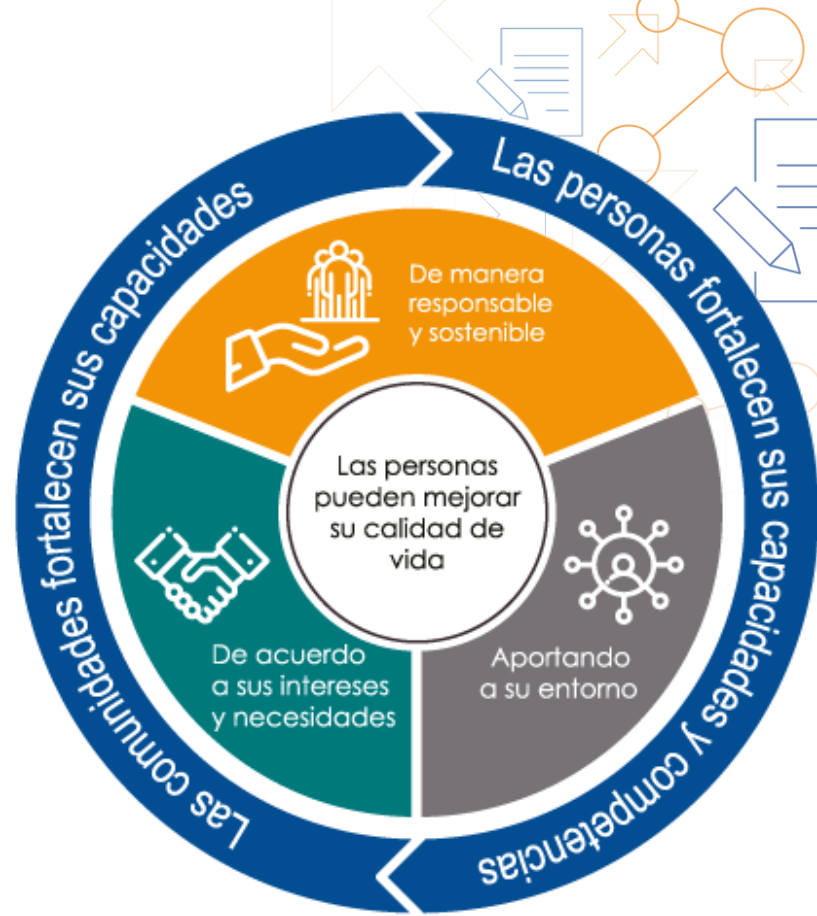 Las comunidades fortalecen sus capacidades
Las personas fortalecen sus capacidades y competencias
De manera
responsable
y sostenible
Las personas
pueden mejorar
su calidad de
vida
De acuerdo
a sus intereses
y necesidades
Aportando
a su entorno